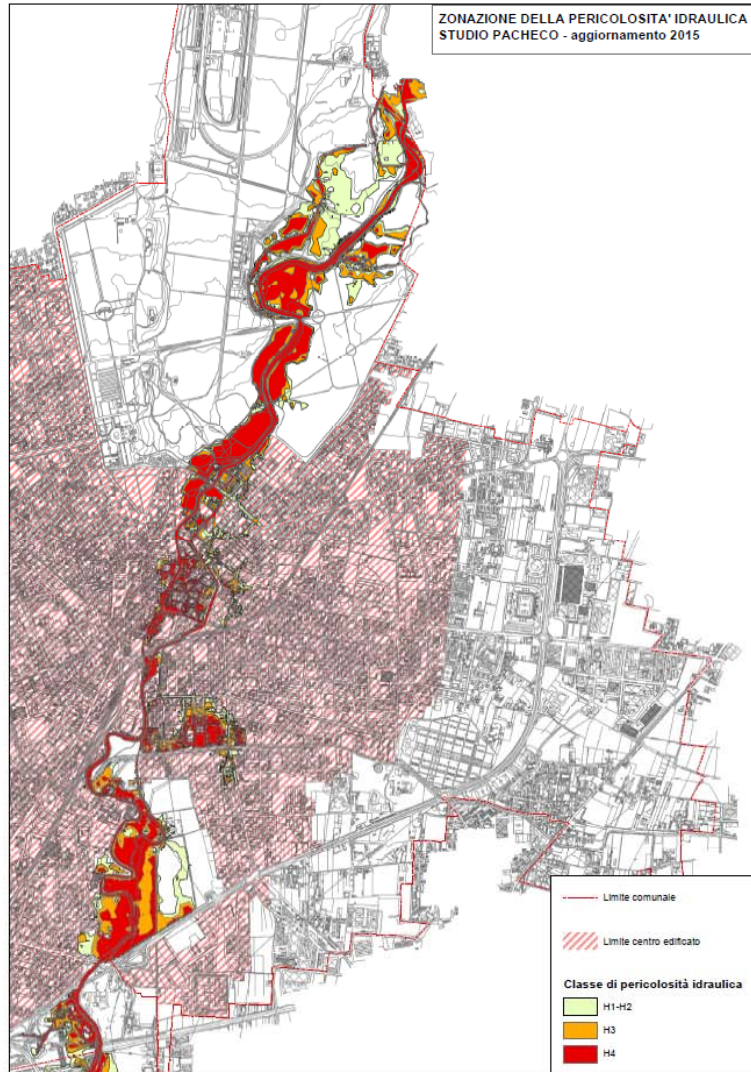 ZONAZIONE DELLA PERICOLOSITA' IDRAULICA
STUDIO PACHECO - aggiornamento 2015
Limite comunale
Limite centro edificato
Classe di pericolosità idraulica
H1-H2
H3
H4